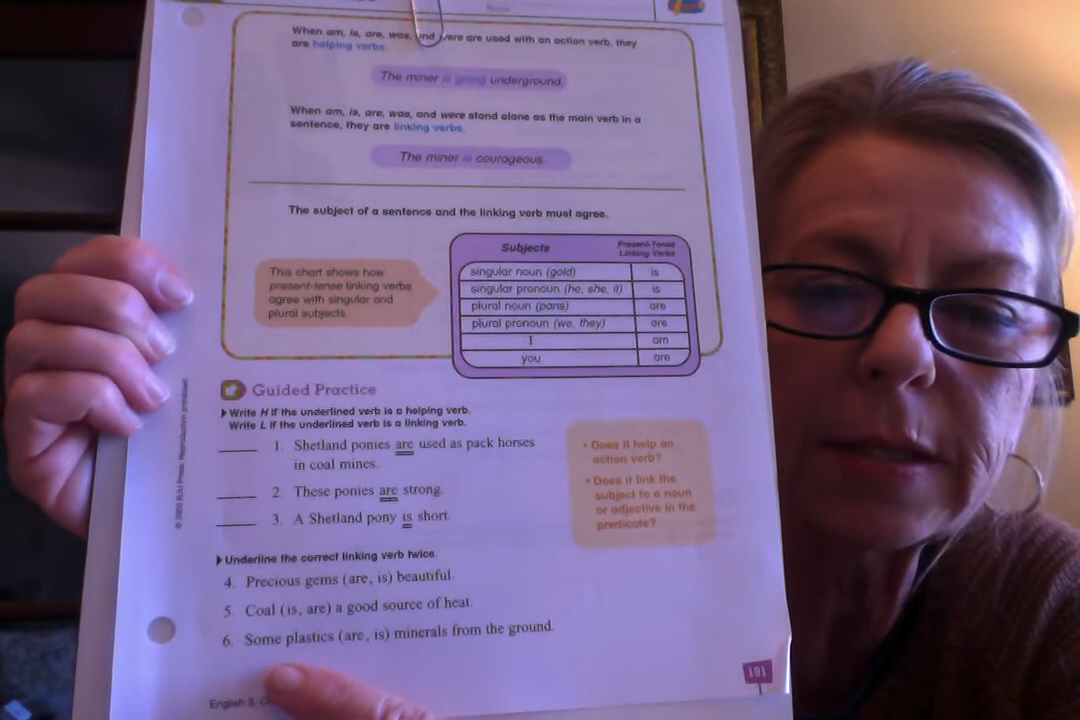 When am, is, are, was, and were are used with an action verb, they
are helping verbs.
The miner is going underground.
When am, is, are, was, and were stand alone as the main verb in a
sentence, they are linking verbs.
The miner is courageous.
The subject of a sentence and the linking verb must agree.
This chart shows how
present-tense linking verbs
agree with singular and
plural subjects.
Subjects
Present-Tense
Linking Verbs
singular noun (gold) is
singular pronoun (he, she, it) is
plural noun (pans) are
plural pronoun (we, they) are
I am
you are
Guided Practice
Write H if the underlined verb is a helping verb.
Write L if the underlined verb is a linking verb.
1. Shetland ponies are used as pack horses
in coal mines.
2. These ponies are strong.
3. A Shetland pony is short.
• Does it help an
action verb?
• Does it link the
subject to a noun
or adjective in the
predicate?
Underline the correct linking verb twice.
4. Precious gems (are, is) beautiful.
5. Coal (is, are) a good source of heat.
6. Some plastics (are, is) minerals from the ground.
© 2005 BJU Press. Reproduction prohibited.
English 3,
191